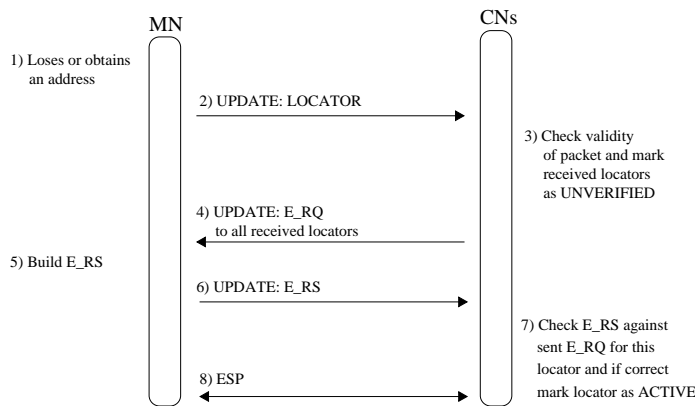 MN
CNs
1) Loses or obtains
an address
2) UPDATE: LOCATOR
3) Check validity
of packet and mark
received locators
as UNVERIFIED
4) UPDATE: E_RQ
to all received locators
5) Build E_RS
6) UPDATE: E_RS
7) Check E_RS against
sent E_RQ for this
locator and if correct
mark locator as ACTIVE
8) ESP